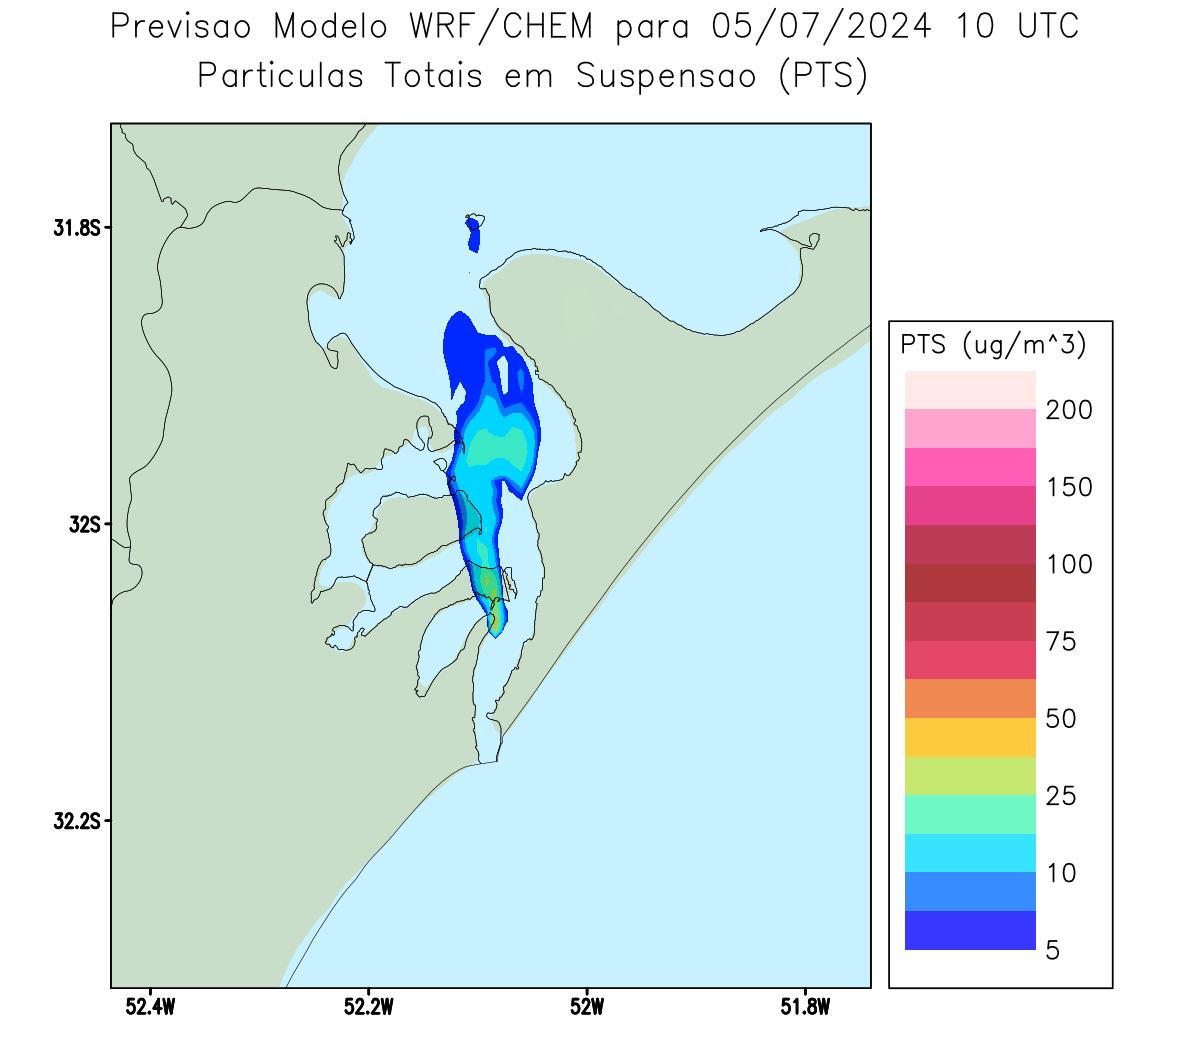 Previsao Modelo WRF/CHEM para 05/07/2024 10 UTC
Particulas Totais em Suspensao (PTS)
31.8S
32S
32.2S
52.4W
52.2W
52W
51.8W
PTS (ug/m^3)
200
150
100
75
50
25
10
5